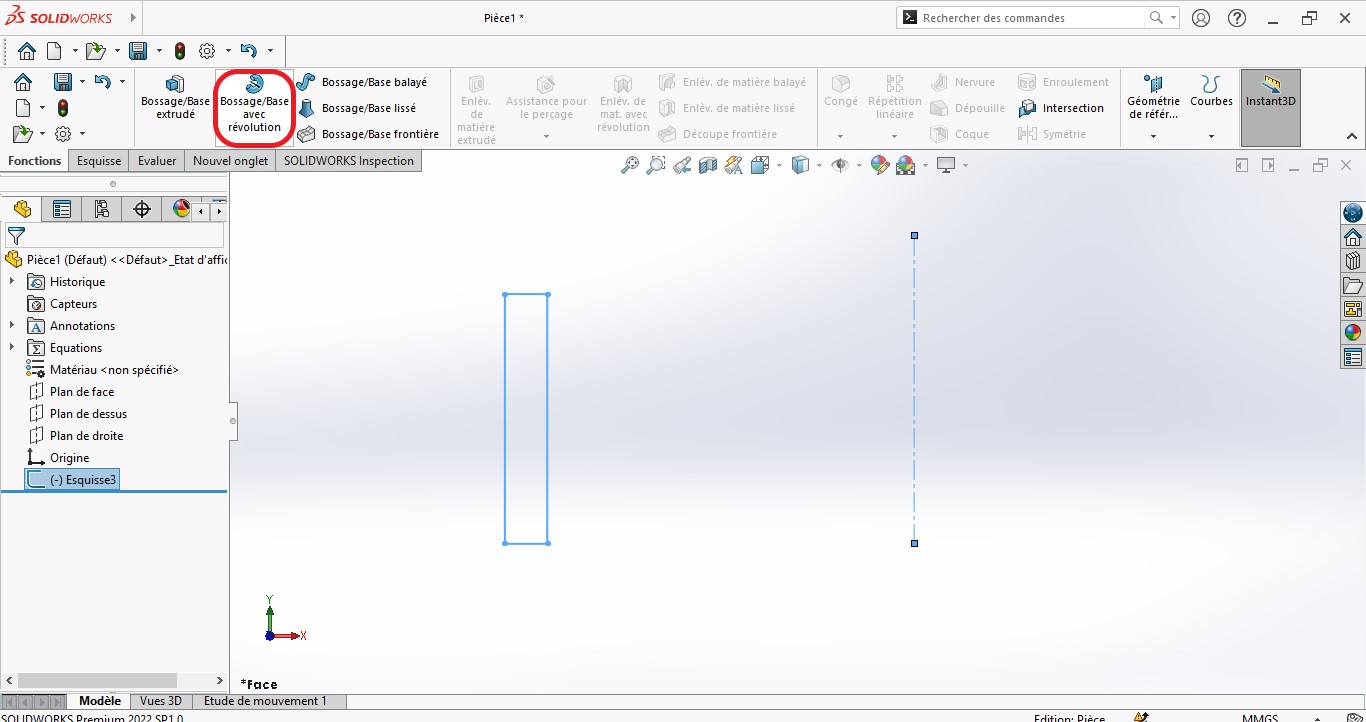 SOLIDWORKS
Pièce1 *
Rechercher des commandes
Bossage/Base
extrudé
Bossage/Base
avec
révolution
Bossage/Base balayé
Bossage/Base lissé
Bossage/Base frontière
Enlèv.
de
matière
extrudé
Assistance pour
le perçage
Enlèv. de
mat. avec
révolution
Enlèv. de matière balayé
Enlèv. de matière lissé
Découpe frontière
Congé
Répétition
linéaire
Nervure
Dépouille
Coque
Enroulement
Intersection
Symétrie
Géométrie
de référ...
Courbes
Instant3D
Fonctions
Esquisse
Evaluer
Nouvel onglet
SOLIDWORKS Inspection
Pièce1 (Défaut) <<Défaut>_Etat d'affic
Historique
Capteurs
Annotations
Equations
Matériau <non spécifié>
Plan de face
Plan de dessus
Plan de droite
Origine
(-) Esquisse3
Y
X
*Face
Modèle
Vues 3D
Etude de mouvement 1
SOLIDWORKS Premium 2022 SP1.0
Edition: Pièce
MMGS